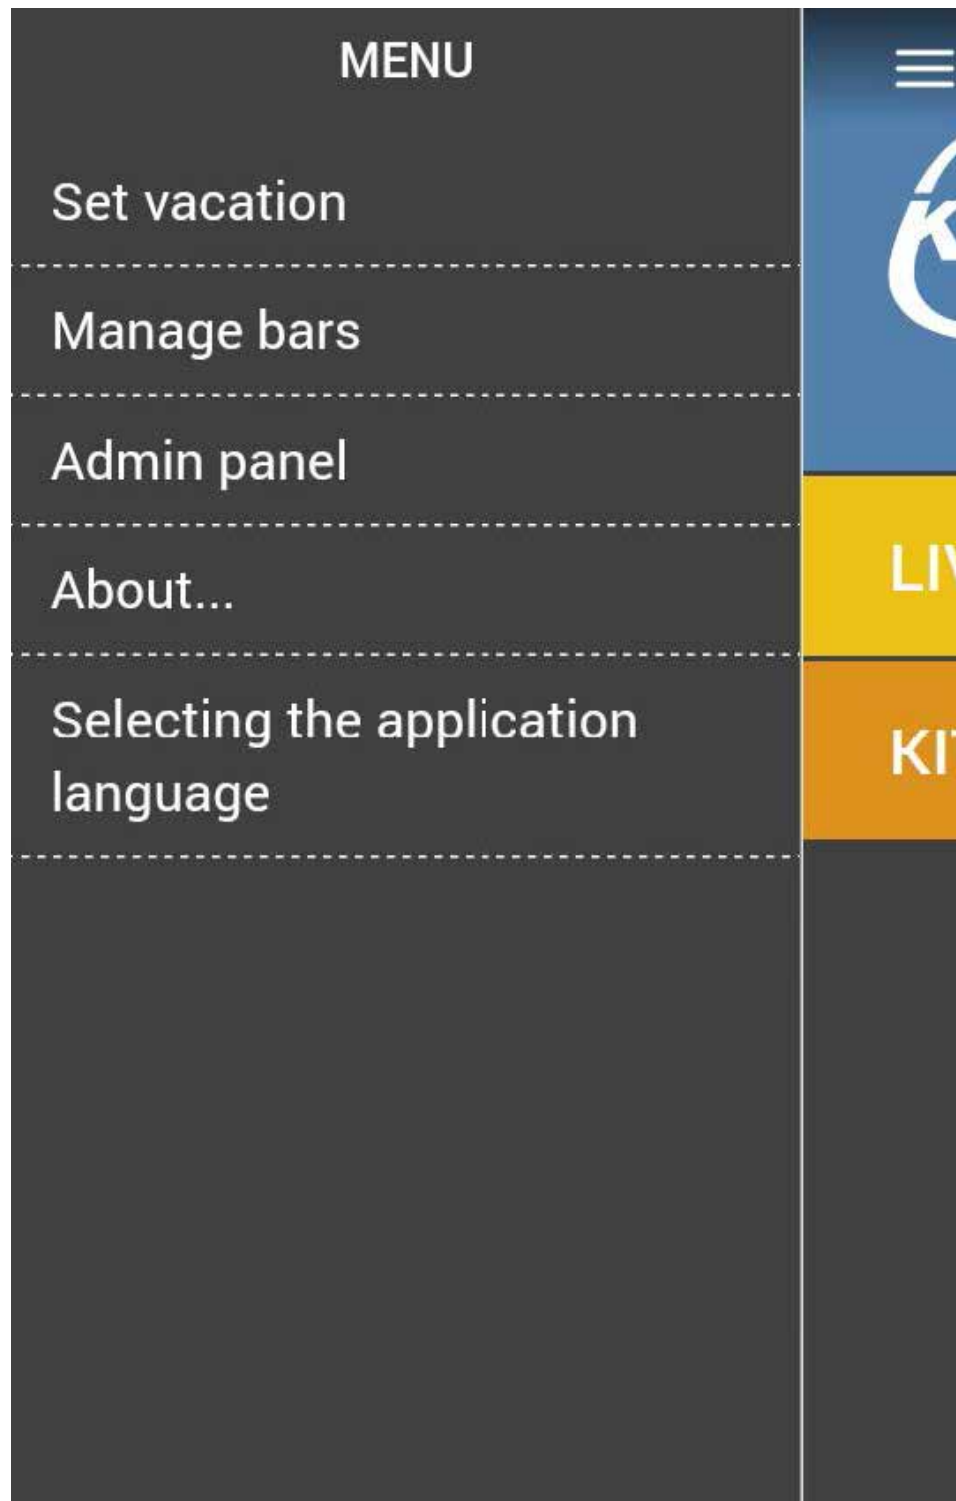 MENU
Set vacation
Manage bars
Admin panel
About...
Selecting the application
language